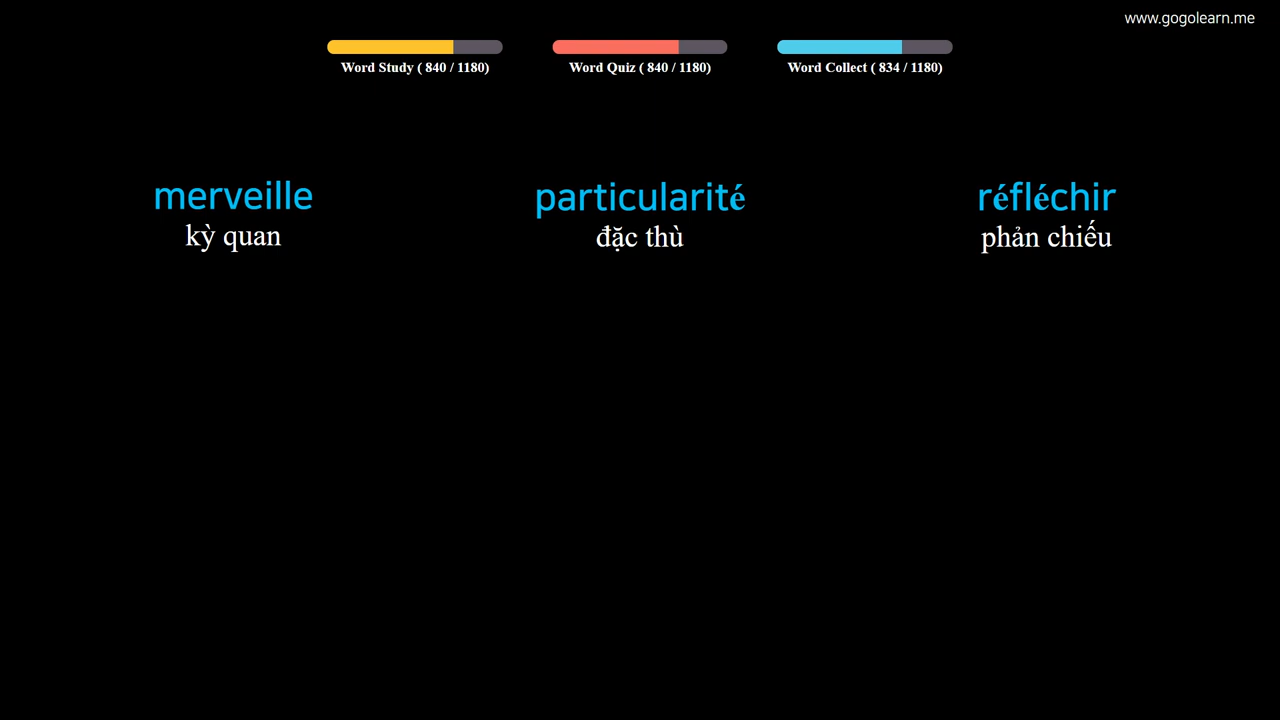 www.gogolearn.me
Word Study ( 840 / 1180)
Word Quiz ( 840 / 1180)
Word Collect ( 834 / 1180)
merveille
kỳ quan
particularité
đặc thù
réfléchir
phản chiếu